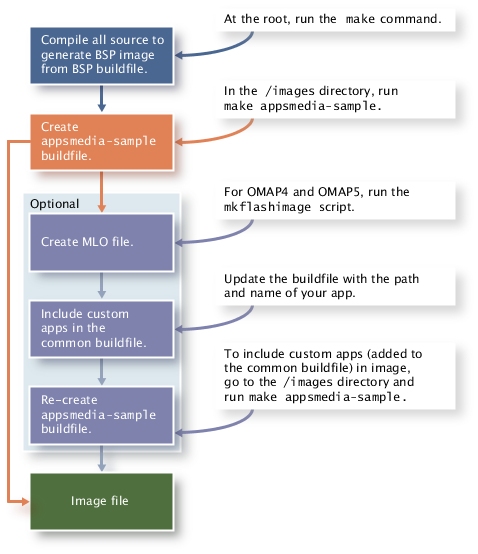 At the root, run the make command.
Compile all source to
generate BSP image
from BSP buildfile.
In the /images directory, run
make appsmedia-sample.
Create
appsmedia-sample
buildfile.
Optional
For OMAP4 and OMAP5, run the
mkflashimage script.
Create MLO file.
Update the buildfile with the path
and name of your app.
Include custom
apps in the
common buildfile.
To include custom apps (added to
the common buildfile) in image,
go to the /images directory and
run make appsmedia-sample.
Re-create
appsmedia-sample
buildfile.
Image file